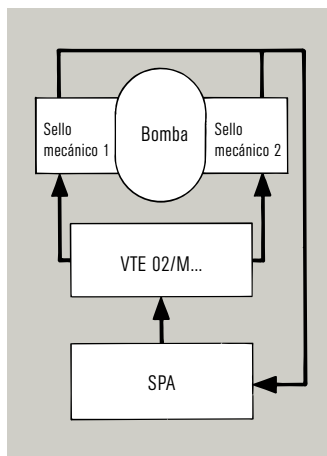 Sello
mecánico 1
Bomba
Sello
mecánico 2
VTE 02/M...
SPA